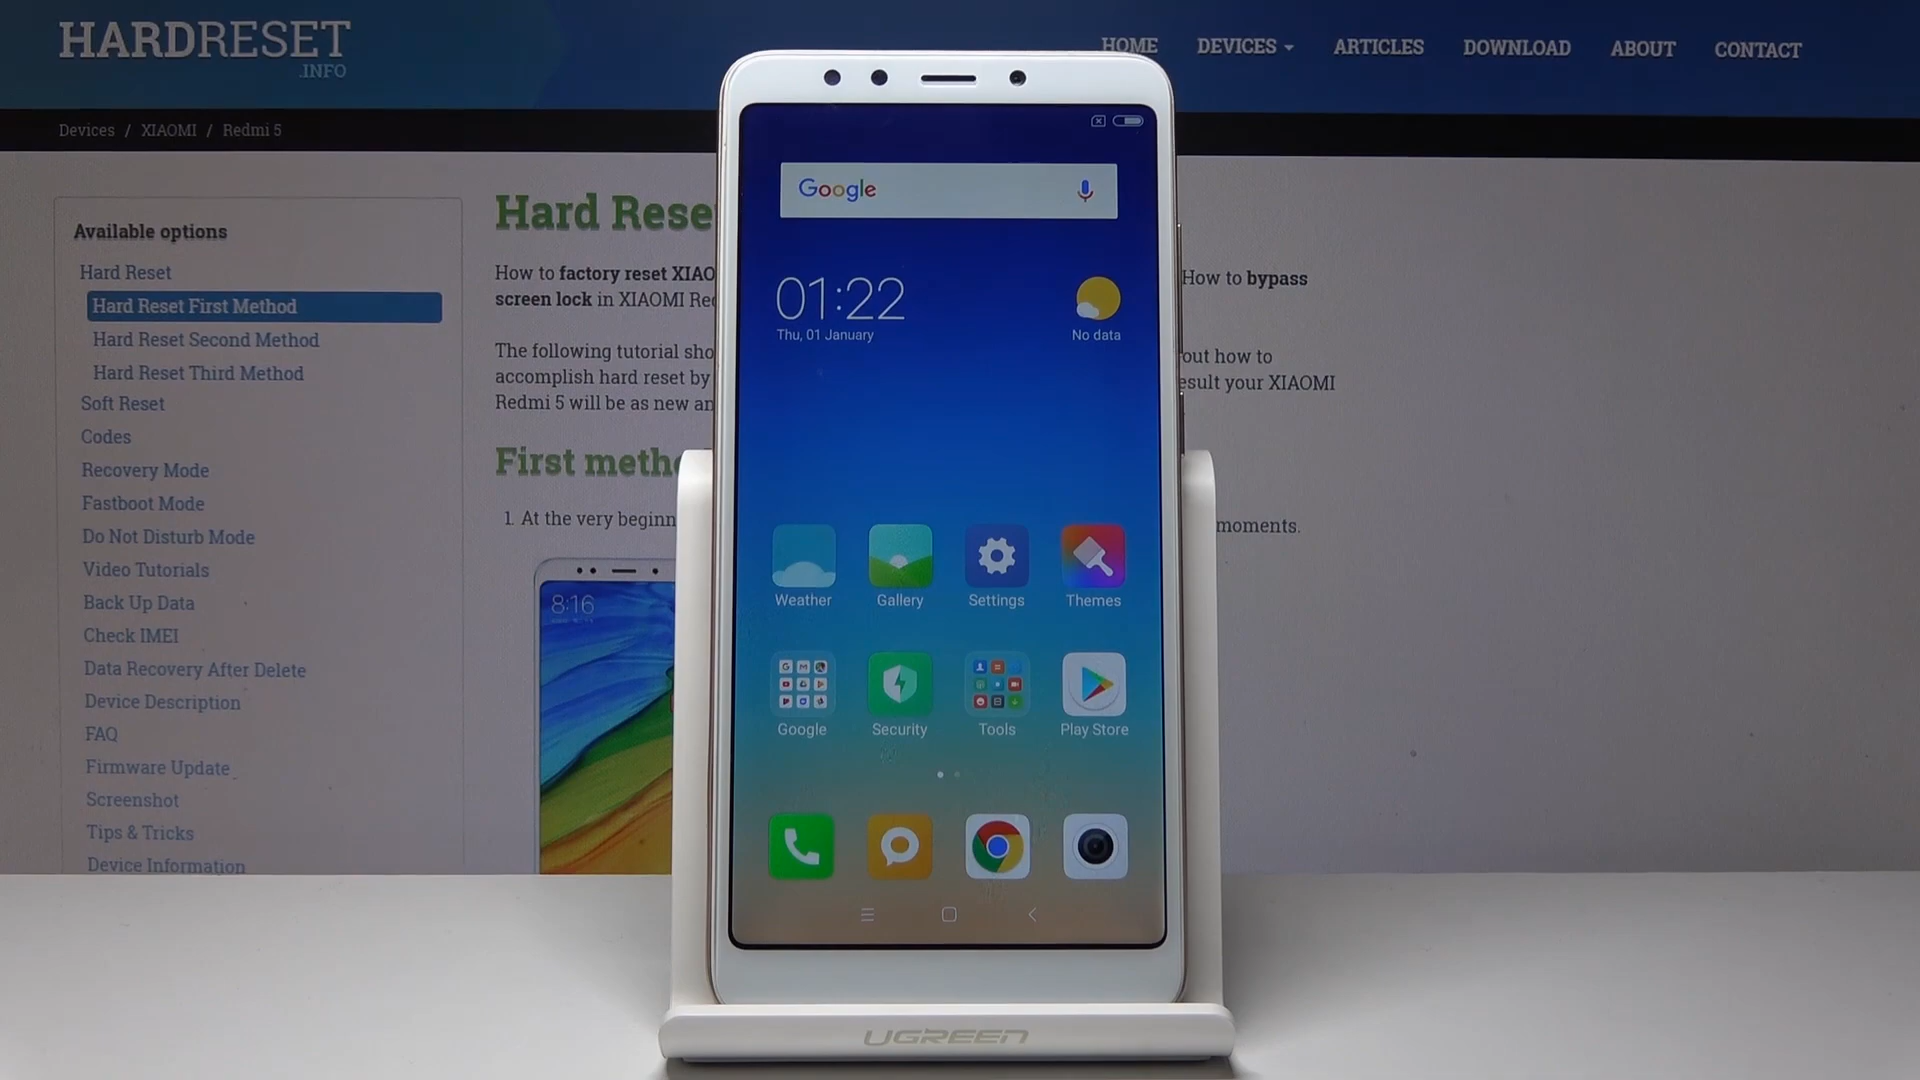 HARDRESET
.INFO
HOME DEVICES ARTICLES DOWNLOAD ABOUT CONTACT
Devices / XIAOMI / Redmi 5
Available options
Hard Reset
Hard Reset First Method
Hard Reset Second Method
Hard Reset Third Method
Soft Reset
Codes
Recovery Mode
Fastboot Mode
Do Not Disturb Mode
Video Tutorials
Back Up Data
Check IMEI
Data Recovery After Delete
Device Description
FAQ
Firmware Update
Screenshot
Tips & Tricks
Device Information
Hard Rese
How to factory reset XIAO
How to bypass
screen lock in XIAOMI Red
The following tutorial sho
out how to
accomplish hard reset by
esult your XIAOMI
Redmi 5 will be as new an
First metho
1. At the very beginn
moments.
8:16
Google
01:22
Thu, 01 January
No data
Weather Gallery Settings Themes
Google Security Tools Play Store
UGREEN